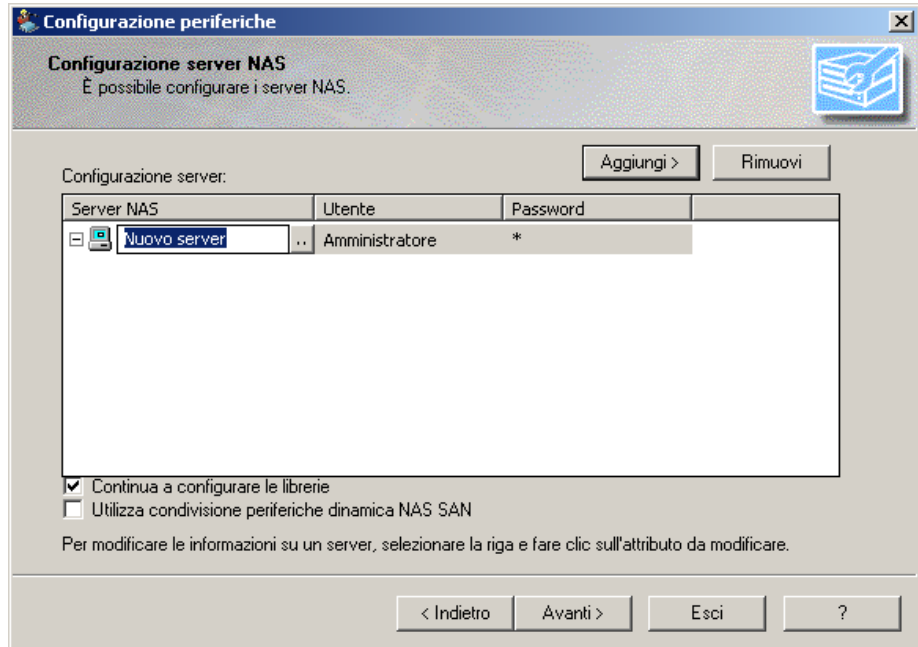 Configurazione periferiche
Configurazione server NAS
È possibile configurare i server NAS.
Aggiungi > Rimuovi
Configurazione server:
Server NAS Utente Password
Nuovo server .. Amministratore *
Continua a configurare le librerie
Utilizza condivisione periferiche dinamica NAS SAN
Per modificare le informazioni su un server, selezionare la riga e fare clic sull'attributo da modificare.
< Indietro Avanti > Esci ?